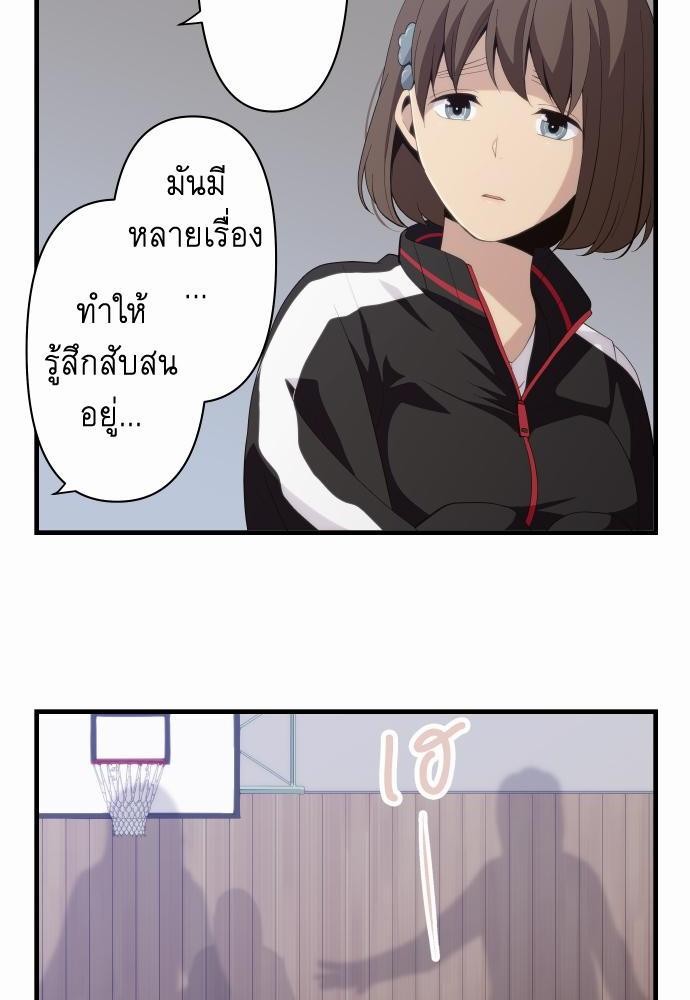 มันมี
หลายเรื่อง
...
ทำให้
รู้สึกสับสน
อยู่...
เฮ